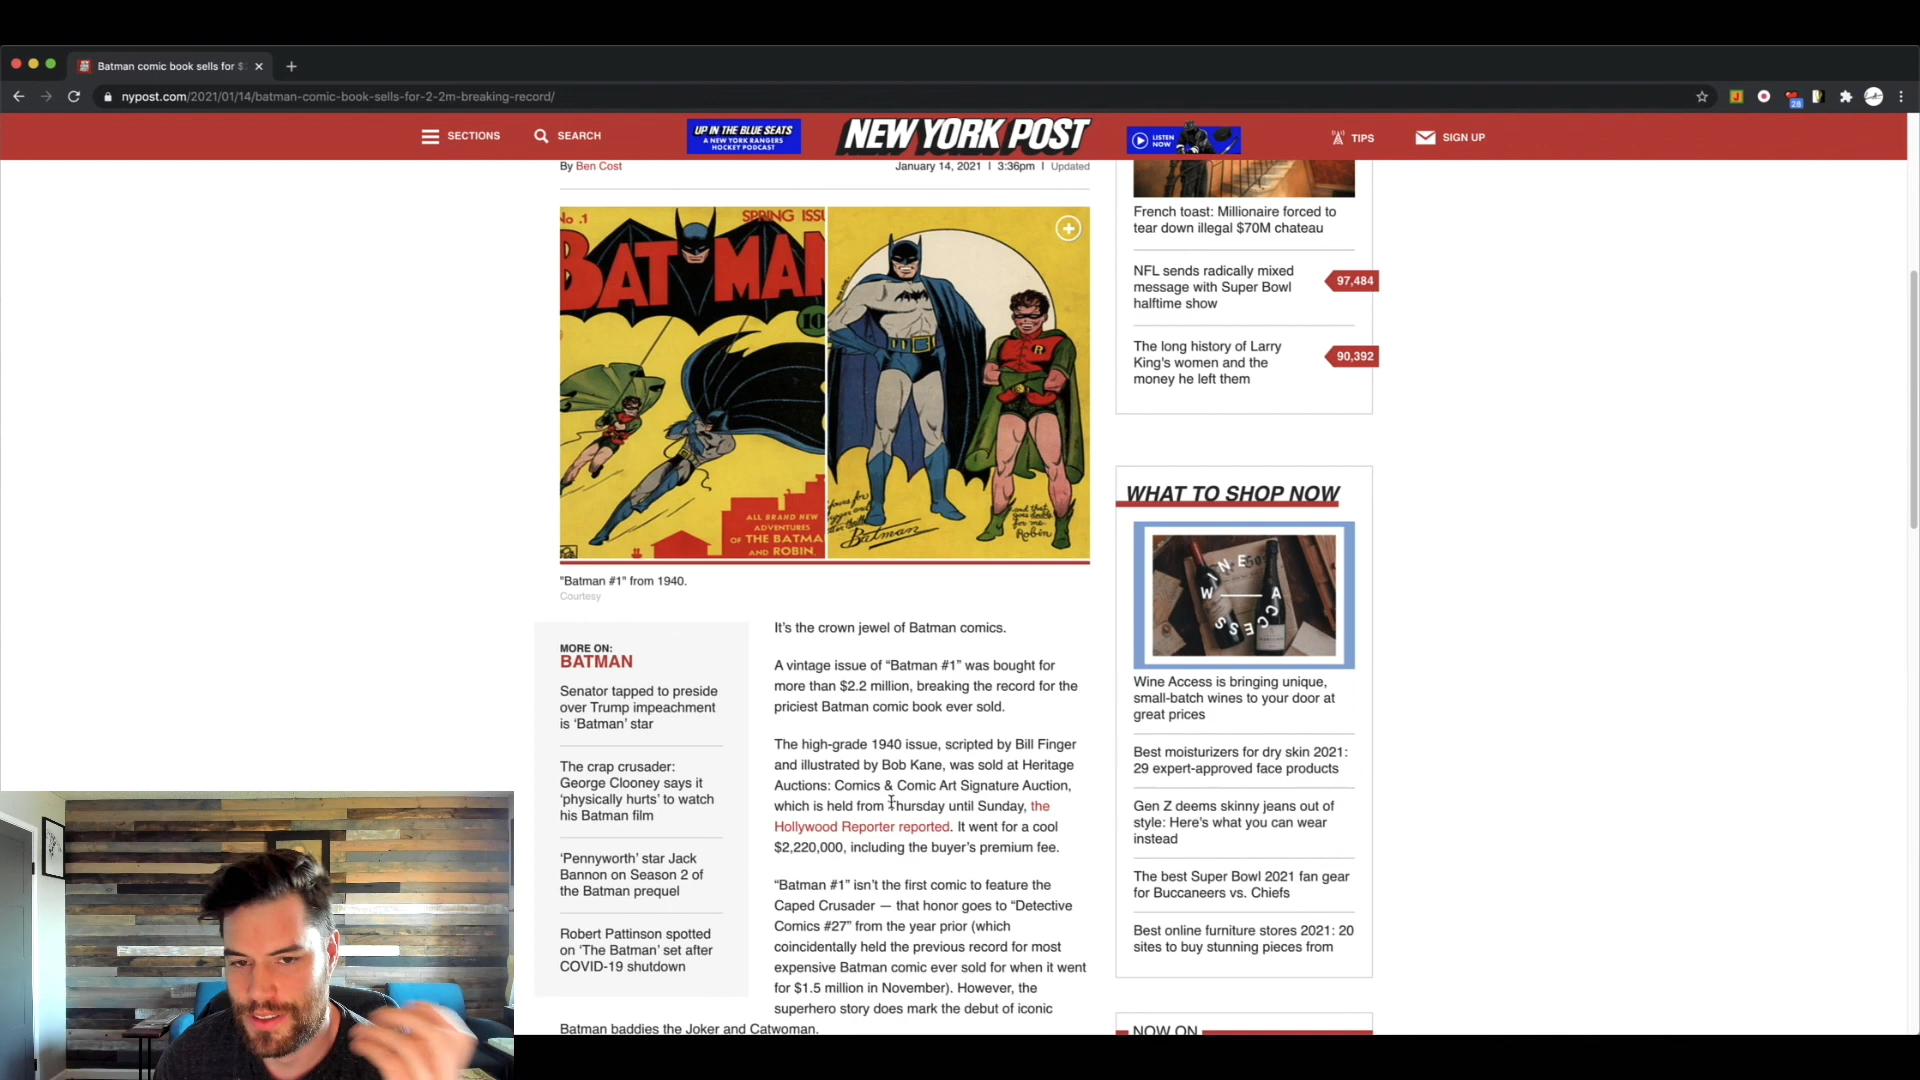 Batman comic book sells for $
nypost.com/2021/01/14/batman-comic-book-sells-for-2-2m-breaking-record/
28
SECTIONS
SEARCH
UP IN THE BLUE SEATS
A NEW YORK RANGERS
HOCKEY PODCAST
NEW YORK POST
LISTEN
NOW
TIPS
SIGN UP
By Ben Cost
January 14, 2021 | 3:36pm | Updated
No .1
SPRING ISSU
BATMAN
10
ALL BRAND NEW
ADVENTURES
OF THE BATMA
AND ROBIN.
R
Batman
Robin
"Batman #1" from 1940.
Courtesy
MORE ON:
BATMAN
Senator tapped to preside
over Trump impeachment
is ‘Batman’ star
The crap crusader:
George Clooney says it
‘physically hurts’ to watch
his Batman film
‘Pennyworth’ star Jack
Bannon on Season 2 of
the Batman prequel
Robert Pattinson spotted
on ‘The Batman’ set after
COVID-19 shutdown
It’s the crown jewel of Batman comics.
A vintage issue of “Batman #1” was bought for
more than $2.2 million, breaking the record for the
priciest Batman comic book ever sold.
The high-grade 1940 issue, scripted by Bill Finger
and illustrated by Bob Kane, was sold at Heritage
Auctions: Comics & Comic Art Signature Auction,
which is held from Thursday until Sunday, the
Hollywood Reporter reported. It went for a cool
$2,220,000, including the buyer’s premium fee.
“Batman #1” isn’t the first comic to feature the
Caped Crusader — that honor goes to “Detective
Comics #27” from the year prior (which
coincidentally held the previous record for most
expensive Batman comic ever sold for when it went
for $1.5 million in November). However, the
superhero story does mark the debut of iconic
Batman baddies the Joker and Catwoman.
French toast: Millionaire forced to
tear down illegal $70M chateau
NFL sends radically mixed
message with Super Bowl
halftime show
97,484
The long history of Larry
King’s women and the
money he left them
90,392
WHAT TO SHOP NOW
WINE
ACCESS
Wine Access is bringing unique,
small-batch wines to your door at
great prices
Best moisturizers for dry skin 2021:
29 expert-approved face products
Gen Z deems skinny jeans out of
style: Here’s what you can wear
instead
The best Super Bowl 2021 fan gear
for Buccaneers vs. Chiefs
Best online furniture stores 2021: 20
sites to buy stunning pieces from
NOW ON